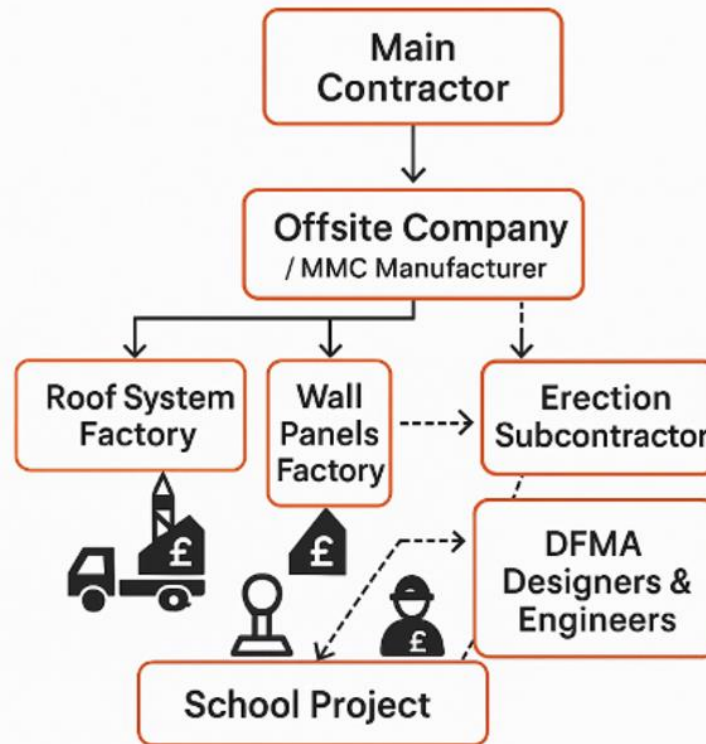 Main
Contractor
Offsite Company
/ MMC Manufacturer
Roof System
Factory
Wall
Panels
Factory
Erection
Subcontractor
£
£
DFMA
Designers &
Engineers
£
School Project